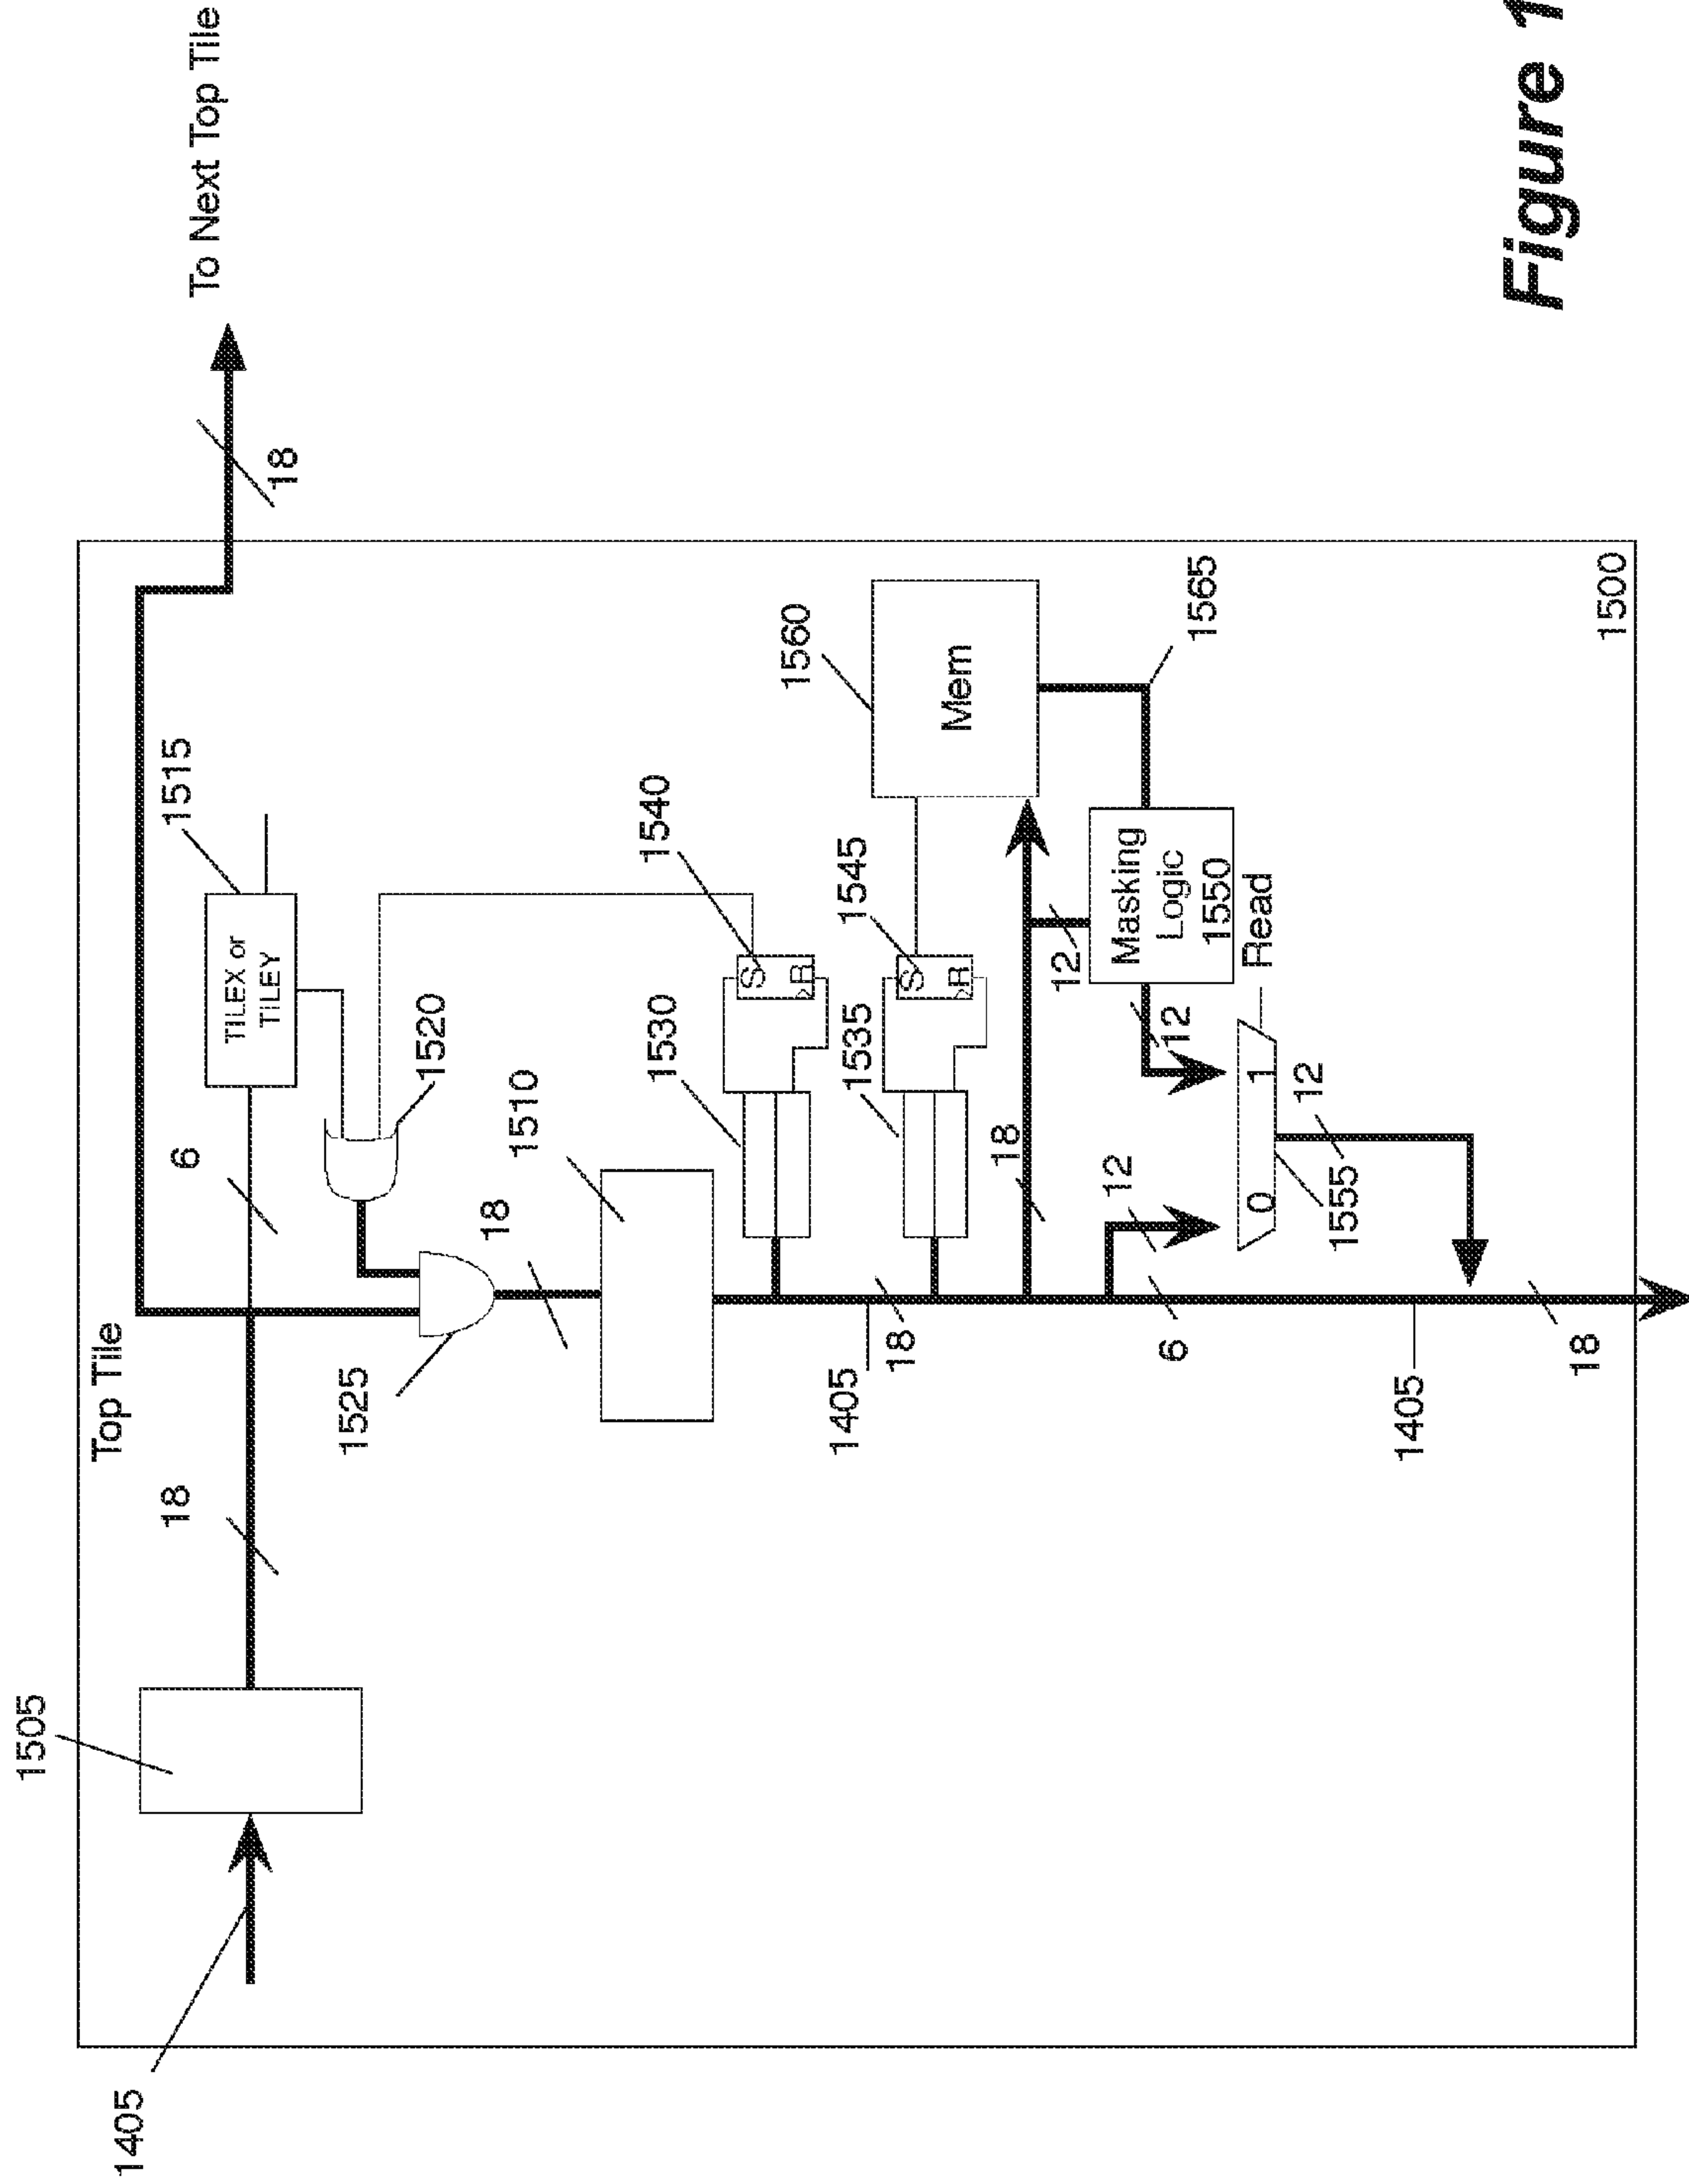 1505
Top Tile
1405
18
6
1515
To Next Top Tile
TILEX or
TILEY
18
1525
1520
18
1510
1530
1540
S
R
1560
1405
18
1535
1545
S
R
Mem
18
12
12
6
12
Masking
Logic
1550
1565
Read
0 1
12
1555
1405
18
1500
Figure 1